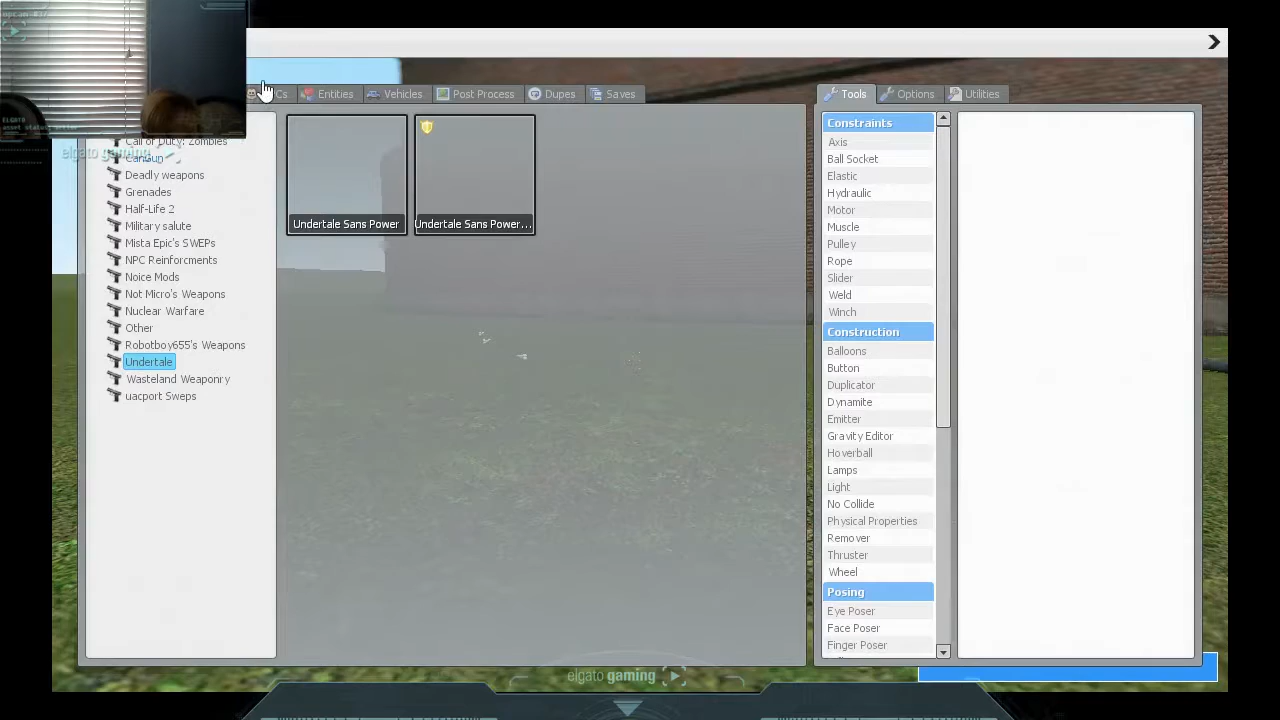 elgato gaming
Entities
Vehicles
Post Process
Dupes
Saves
Tools
Options
Utilities
Call of Duty: Zombies
Deadly weapons
Grenades
Half-Life 2
Military salute
Mista Epic's SWEPs
NPC Reinforcments
Noice Mods
Not Micro's Weapons
Nuclear Warfare
Other
Robotboy655's Weapons
Undertale
Wasteland Weaponry
uacport Sweps
Undertale Sans Power
Undertale Sans Power...
Constraints
Axis
Ball Socket
Elastic
Hydraulic
Motor
Muscle
Pulley
Rope
Slider
Weld
Winch
Construction
Balloons
Button
Duplicator
Dynamite
Emitter
Gravity Editor
Hoverball
Lamps
Light
No Collide
Physical Properties
Remover
Thruster
Wheel
Posing
Eye Poser
Face Poser
Finger Poser
elgato gaming